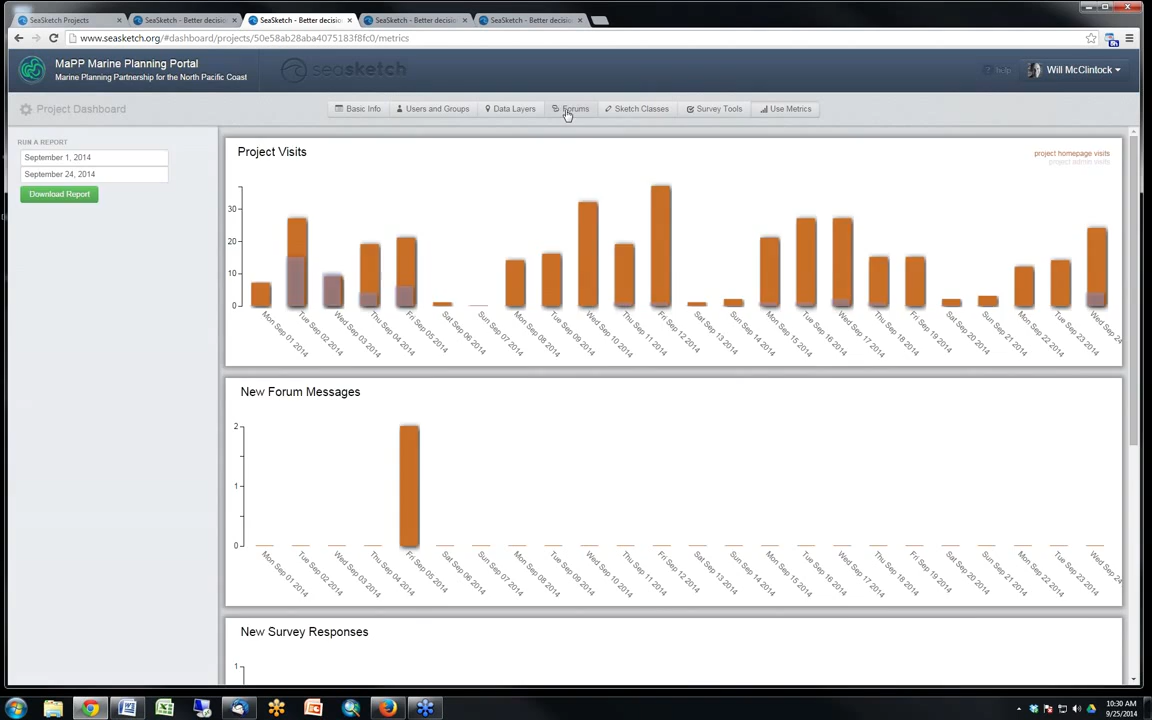 SeaSketch Projects
SeaSketch - Better decisio
SeaSketch - Better decisio
SeaSketch - Better decisio
SeaSketch - Better decisio
www.seasketch.org/#dashboard/projects/50e58ab28aba4075183f8fc0/metrics
MaPP Marine Planning Portal
Marine Planning Partnership for the North Pacific Coast
seasketch
help
Will McClintock
Project Dashboard
Basic Info
Users and Groups
Data Layers
Forums
Sketch Classes
Survey Tools
Use Metrics
RUN A REPORT
September 1, 2014
September 24, 2014
Download Report
Project Visits
project homepage visits
project admin visits
30
20
10
0
Mon Sep 01 2014
Tue Sep 02 2014
Wed Sep 03 2014
Thu Sep 04 2014
Fri Sep 05 2014
Sat Sep 06 2014
Sun Sep 07 2014
Mon Sep 08 2014
Tue Sep 09 2014
Wed Sep 10 2014
Thu Sep 11 2014
Fri Sep 12 2014
Sat Sep 13 2014
Sun Sep 14 2014
Mon Sep 15 2014
Tue Sep 16 2014
Wed Sep 17 2014
Thu Sep 18 2014
Fri Sep 19 2014
Sat Sep 20 2014
Sun Sep 21 2014
Mon Sep 22 2014
Tue Sep 23 2014
Wed Sep 24
New Forum Messages
2
1
0
Mon Sep 01 2014
Tue Sep 02 2014
Wed Sep 03 2014
Thu Sep 04 2014
Fri Sep 05 2014
Sat Sep 06 2014
Sun Sep 07 2014
Mon Sep 08 2014
Tue Sep 09 2014
Wed Sep 10 2014
Thu Sep 11 2014
Fri Sep 12 2014
Sat Sep 13 2014
Sun Sep 14 2014
Mon Sep 15 2014
Tue Sep 16 2014
Wed Sep 17 2014
Thu Sep 18 2014
Fri Sep 19 2014
Sat Sep 20 2014
Sun Sep 21 2014
Mon Sep 22 2014
Tue Sep 23 2014
Wed Sep 24
New Survey Responses
1
10:30 AM
9/25/2014